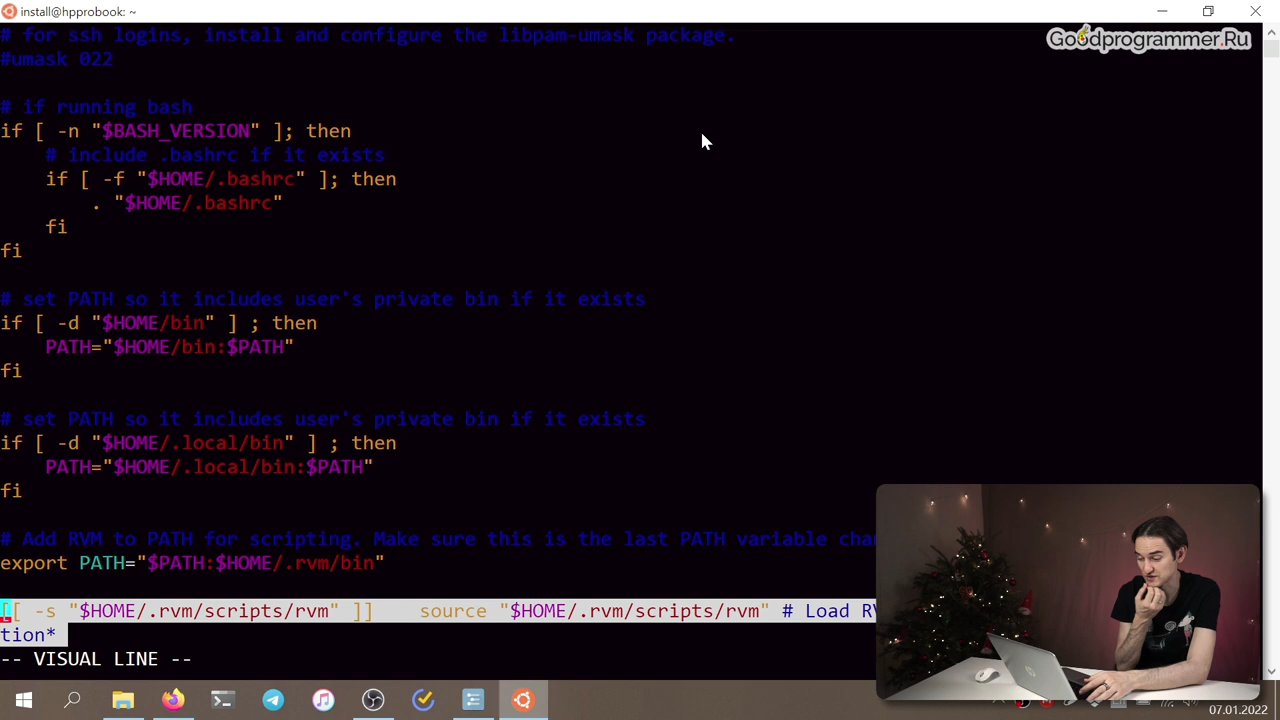 install@hpprobook: ~
# for ssh logins, install and configure the libpam-umask package.
Goodprogrammer.Ru
#umask 022
# if running bash
if [ -n "$BASH_VERSION" ]; then
    # include .bashrc if it exists
    if [ -f "$HOME/.bashrc" ]; then
        . "$HOME/.bashrc"
    fi
fi
# set PATH so it includes user's private bin if it exists
if [ -d "$HOME/bin" ] ; then
    PATH="$HOME/bin:$PATH"
fi
# set PATH so it includes user's private bin if it exists
if [ -d "$HOME/.local/bin" ] ; then
    PATH="$HOME/.local/bin:$PATH"
fi
# Add RVM to PATH for scripting. Make sure this is the last PATH variable
export PATH="$PATH:$HOME/.rvm/bin"
[[ -s "$HOME/.rvm/scripts/rvm" ]]    source "$HOME/.rvm/scripts/rvm" # Load
tion*
-- VISUAL LINE --
07.01.2022